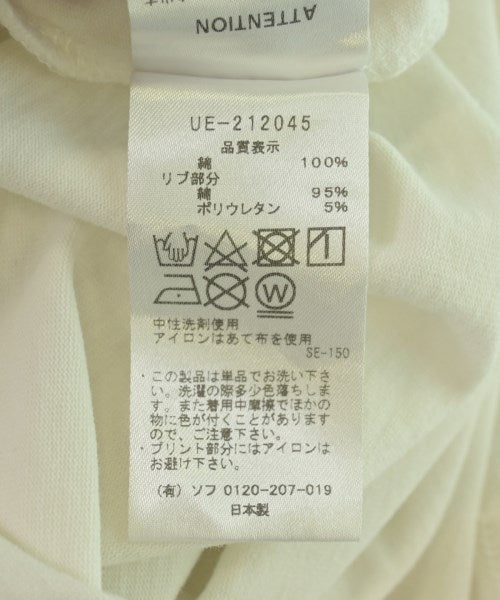 ATTENTION
UE-212045
品質表示
綿 100%
リブ部分
綿 95%
ポリウレタン 5%
W
中性洗剤使用
アイロンはあて布を使用
SE-150
・この製品は単品でお洗い下さ
い。洗濯の際多少色落ちしま
す。また着用中摩擦でほかの
物に色が付くことがあります
ので、ご注意下さい。
・プリント部分にはアイロンは
お避け下さい。
(有) ソフ 0120-207-019
日本製